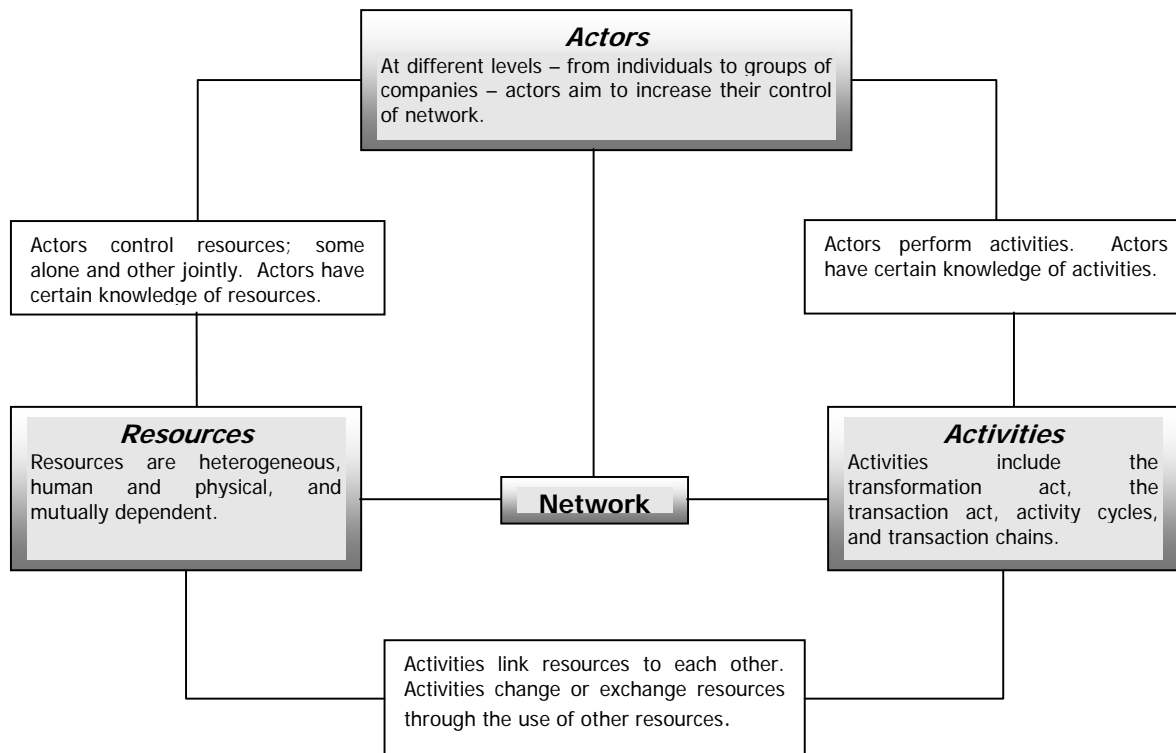 Actors
At different levels – from individuals to groups of
companies – actors aim to increase their control
of network.
Actors control resources; some
alone and other jointly. Actors have
certain knowledge of resources.
Actors perform activities. Actors
have certain knowledge of activities.
Resources
Resources are heterogeneous,
human and physical, and
mutually dependent.
Network
Activities
Activities include the
transformation act, the
transaction act, activity cycles,
and transaction chains.
Activities link resources to each other.
Activities change or exchange resources
through the use of other resources.